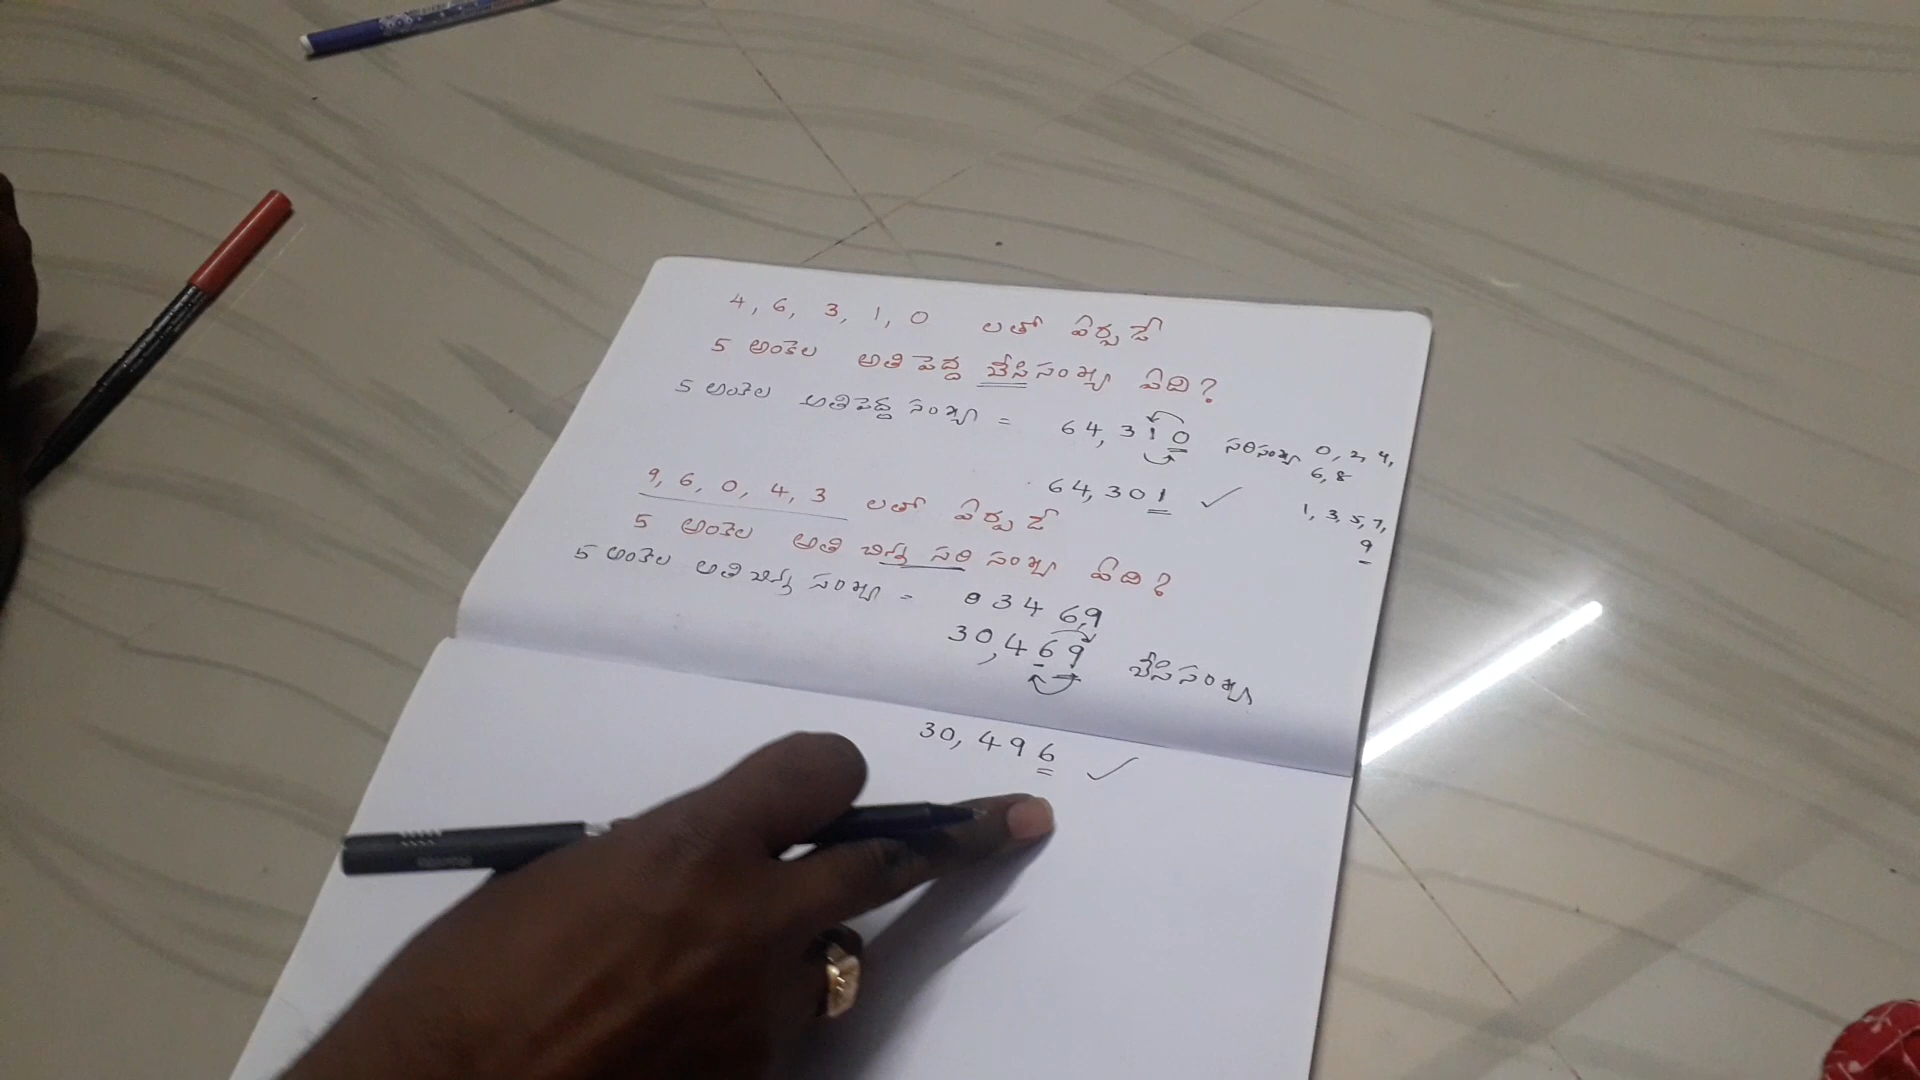 4, 6, 3, 1, 0 లతో ఏర్పడే
5 అంకెల అతి పెద్ద బేసి సంఖ్య ఏది?
5 అంకెల అతిపెద్ద సంఖ్య = 64,310 సరిసంఖ్య 0, 2, 4,
6, 8
64,301 ✓ 1, 3, 5, 7,
9
9, 6, 0, 4, 3 లతో ఏర్పడే
5 అంకెల అతి చిన్న సరి సంఖ్య ఏది?
5 అంకెల అతి చిన్న సంఖ్య = 03469
30,469 బేసి సంఖ్య
30,496 ✓